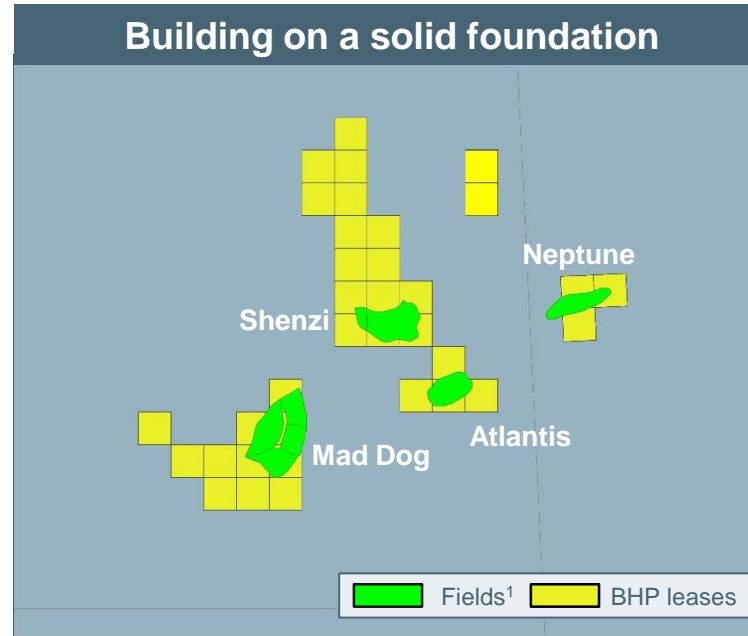 Building on a solid foundation
Neptune
Shenzi
Atlantis
Mad Dog
Fields¹
BHP leases